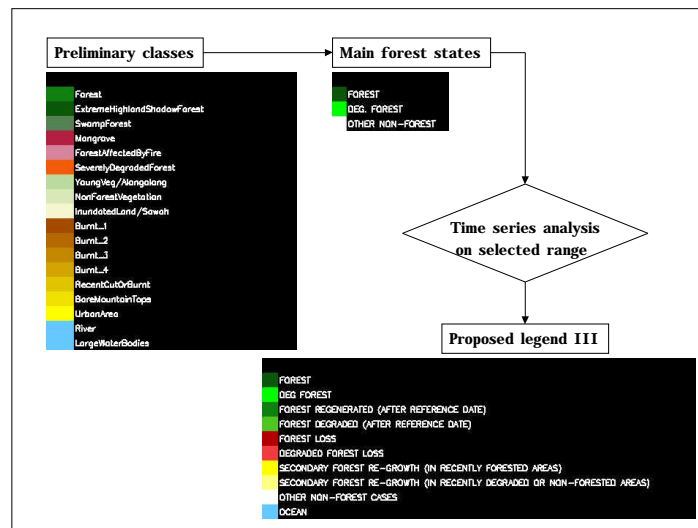 Preliminary classes
Main forest states
Forest
ExtremeHighlandShadowForest
SwampForest
Mangrove
ForestAffectedByFire
SeverelyDegradedForest
YoungVeg/Alangalang
NonForestVegetation
InundatedLand/Sawah
Burnt_1
Burnt_2
Burnt_3
Burnt_4
RecentCutOrBurnt
BareMountainTops
UrbanArea
River
LargeWaterBodies
FOREST
DEG. FOREST
OTHER NON-FOREST
Time series analysis
on selected range
Proposed legend III
FOREST
DEG FOREST
FOREST REGENERATED (AFTER REFERENCE DATE)
FOREST DEGRADED (AFTER REFERENCE DATE)
FOREST LOSS
DEGRADED FOREST LOSS
SECONDARY FOREST RE-GROWTH (IN RECENTLY FORESTED AREAS)
SECONDARY FOREST RE-GROWTH (IN RECENTLY DEGRADED OR NON-FORESTED AREAS)
OTHER NON-FOREST CASES
OCEAN